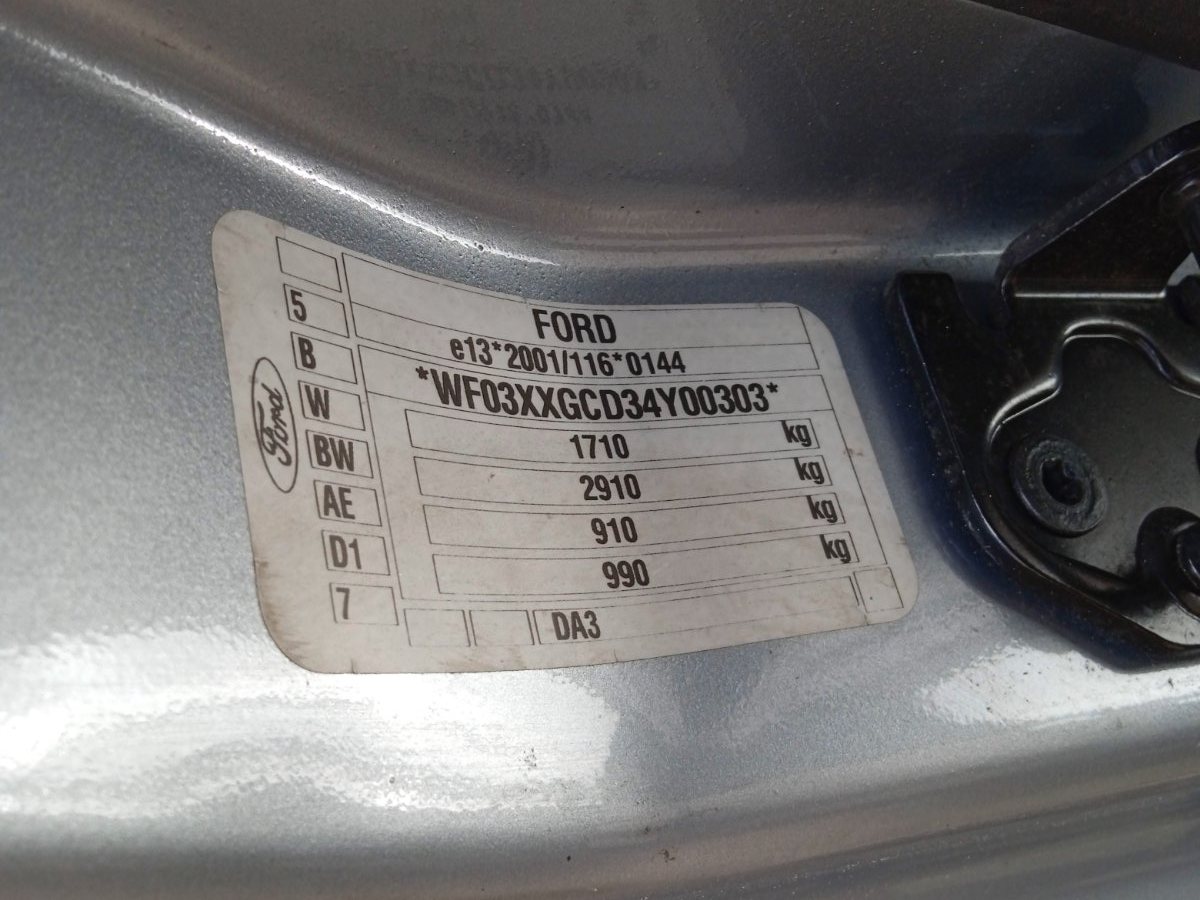 FORD
e13*2001/116*0144
*WF03XXGCD34Y00303*
5
B
W
BW
AE
D1
7
Ford
1710 kg
2910 kg
910 kg
990 kg
DA3